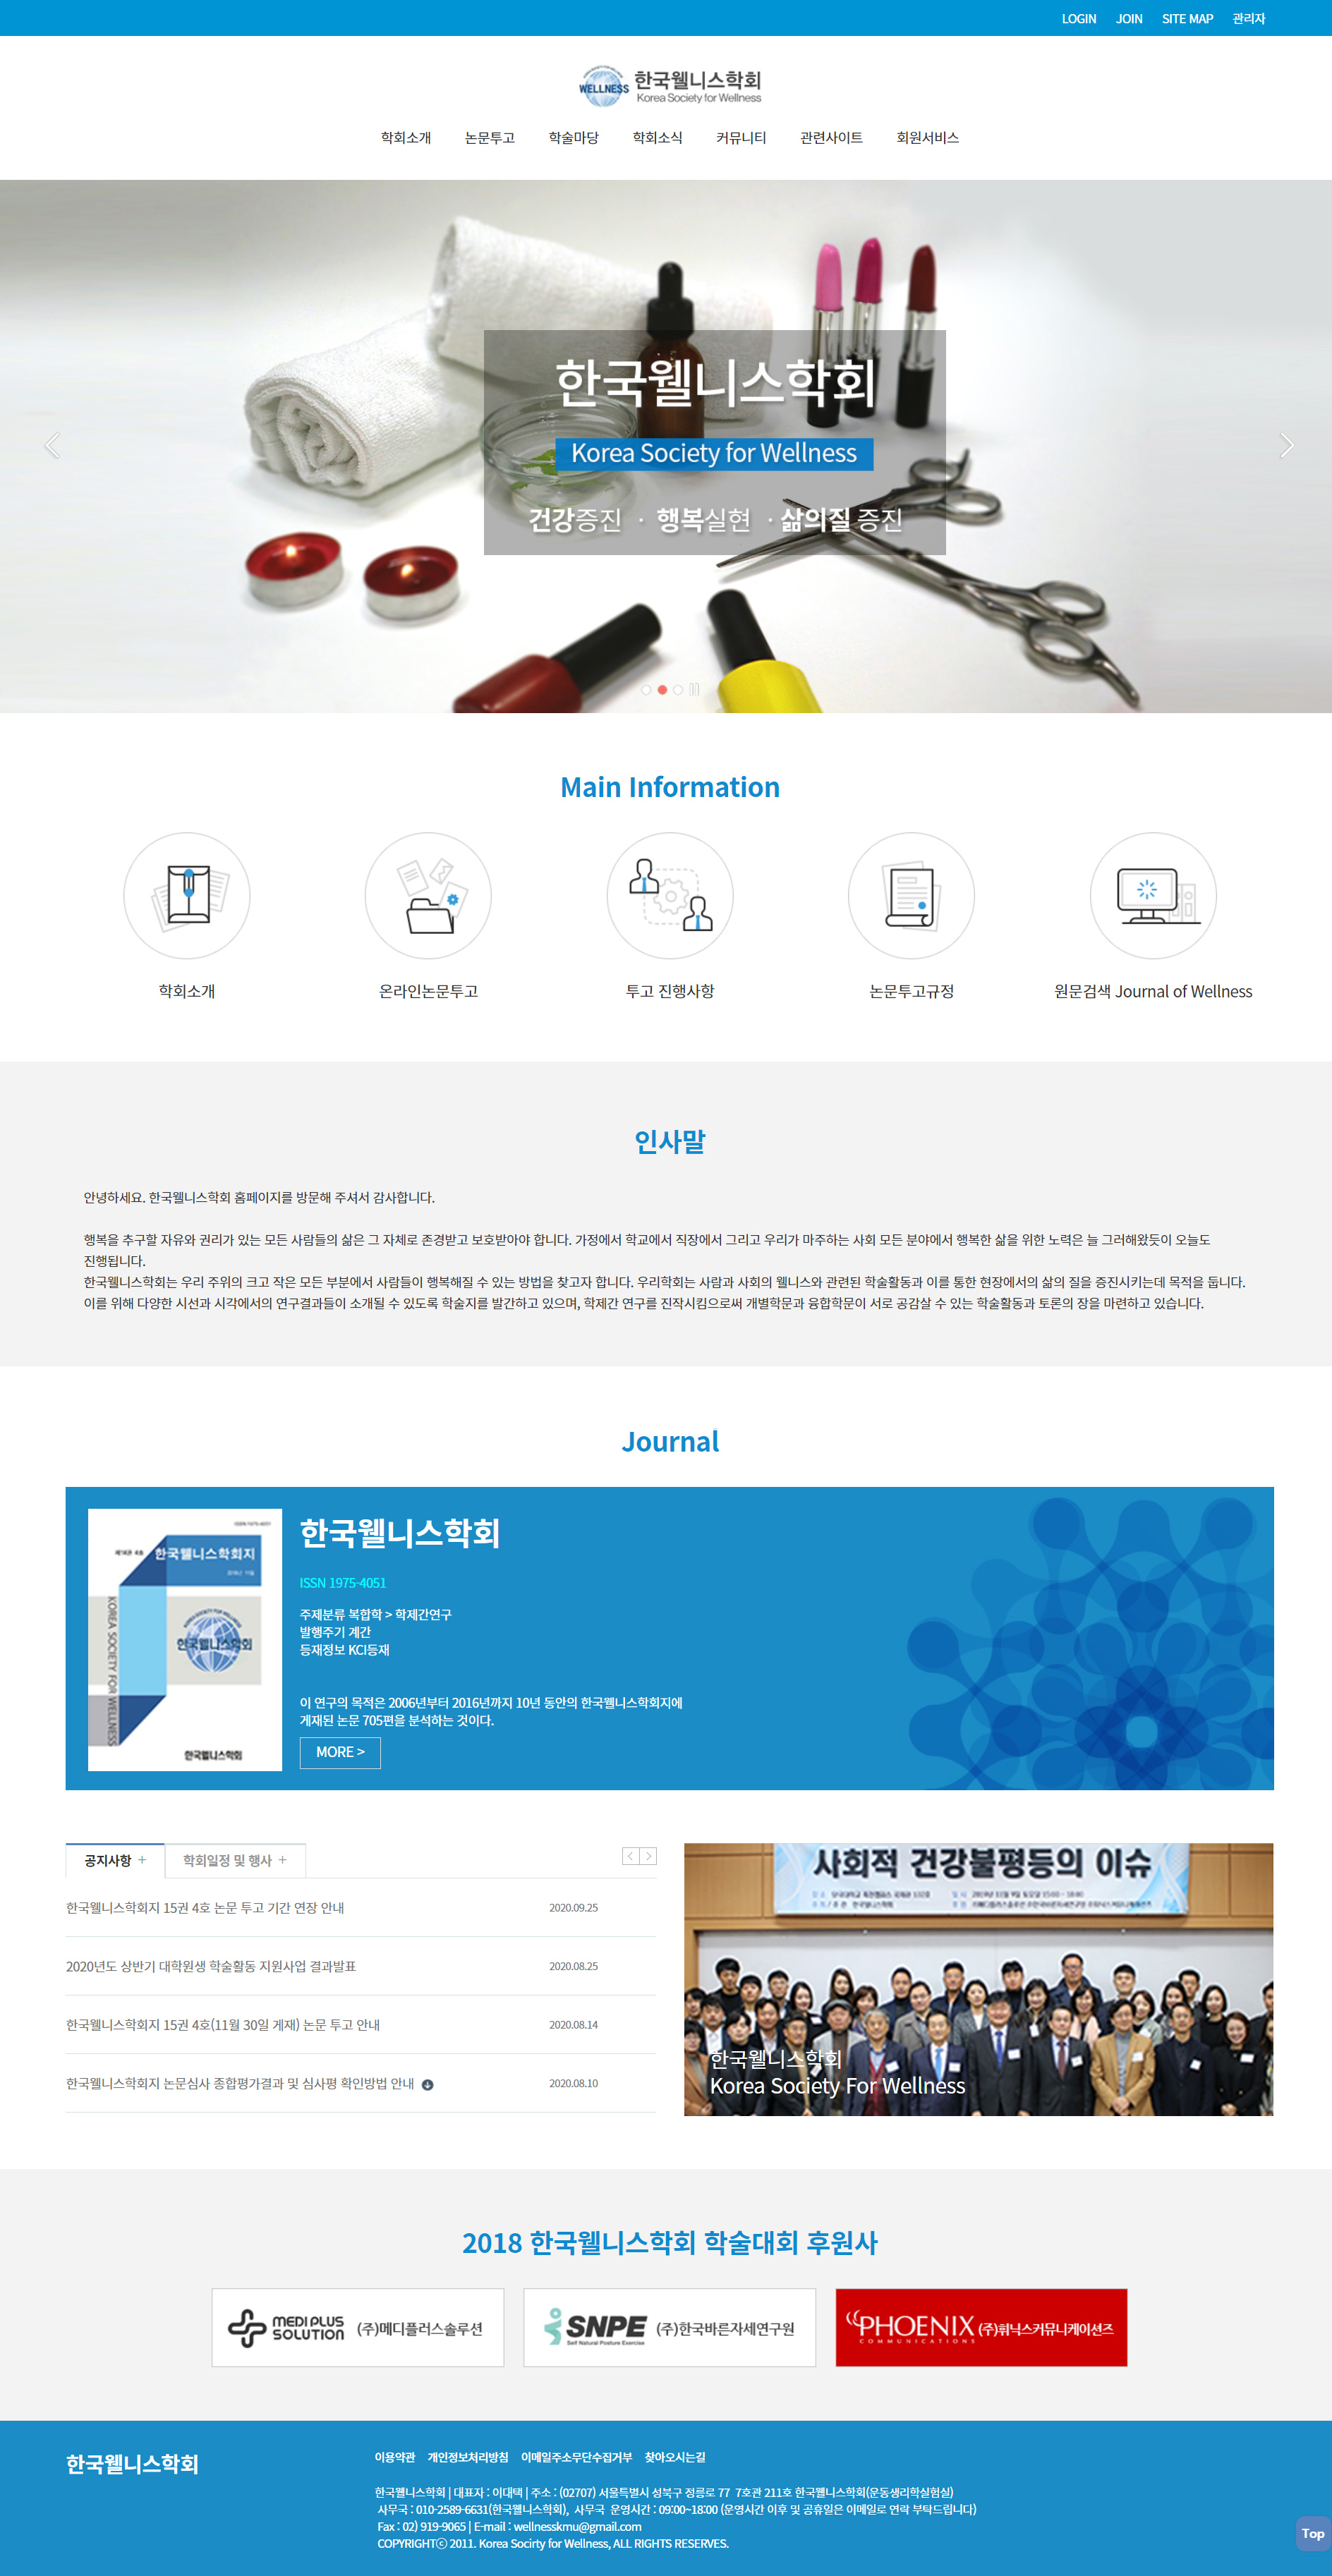 LOGIN JOIN SITE MAP 관리자
WELLNESS 한국웰니스학회
Korea Society for Wellness
학회소개 논문투고 학술마당 학회소식 커뮤니티 관련사이트 회원서비스
한국웰니스학회
Korea Society for Wellness
건강증진 · 행복실현 · 삶의질 증진
Main Information
학회소개 온라인논문투고 투고 진행사항 논문투고규정 원문검색 Journal of Wellness
인사말
안녕하세요. 한국웰니스학회 홈페이지를 방문해 주셔서 감사합니다.
행복을 추구할 자유와 권리가 있는 모든 사람들의 삶은 그 자체로 존경받고 보호받아야 합니다. 가정에서 학교에서 직장에서 그리고 우리가 마주하는 사회 모든 분야에서 행복한 삶을 위한 노력은 늘 그러해왔듯이 오늘도
진행됩니다.
한국웰니스학회는 우리 주위의 크고 작은 모든 부분에서 사람들이 행복해질 수 있는 방법을 찾고자 합니다. 우리학회는 사람과 사회의 웰니스와 관련된 학술활동과 이를 통한 현장에서의 삶의 질을 증진시키는데 목적을 둡니다.
이를 위해 다양한 시선과 시각에서의 연구결과들이 소개될 수 있도록 학술지를 발간하고 있으며, 학제간 연구를 진작시킴으로써 개별학문과 융합학문이 서로 공감살 수 있는 학술활동과 토론의 장을 마련하고 있습니다.
Journal
ISSN 1975-4051
한국웰니스학회지
KOREA SOCIETY FOR WELLNESS
한국웰니스학회
한국웰니스학회
한국웰니스학회
ISSN 1975-4051
주제분류 복합학 > 학제간연구
발행주기 계간
등재정보 KCI등재
이 연구의 목적은 2006년부터 2016년까지 10년 동안의 한국웰니스학회지에
게재된 논문 705편을 분석하는 것이다.
MORE >
공지사항 + 학회일정 및 행사 +
한국웰니스학회지 15권 4호 논문 투고 기간 연장 안내 2020.09.25
2020년도 상반기 대학원생 학술활동 지원사업 결과발표 2020.08.25
한국웰니스학회지 15권 4호(11월 30일 게재) 논문 투고 안내 2020.08.14
한국웰니스학회지 논문심사 종합평가결과 및 심사평 확인방법 안내 2020.08.10
사회적 건강불평등의 이슈
한국웰니스학회
Korea Society For Wellness
2018 한국웰니스학회 학술대회 후원사
MEDI PLUS SOLUTION (주)메디플러스솔루션
SNPE Self Natural Posture Exercise (주)한국바른자세연구원
PHOENIX COMMUNICATIONS (주)휘닉스커뮤니케이션즈
한국웰니스학회
이용약관 개인정보처리방침 이메일주소무단수집거부 찾아오시는길
한국웰니스학회 | 대표자 : 이대택 | 주소 : (02707) 서울특별시 성북구 정릉로 77 7호관 211호 한국웰니스학회(운동생리학실험실)
사무국 : 010-2589-6631(한국웰니스학회), 사무국 운영시간 : 09:00~18:00 (운영시간 이후 및 공휴일은 이메일로 연락 부탁드립니다)
Fax : 02) 919-9065 | E-mail : wellnesskmu@gmail.com
COPYRIGHTⓒ 2011. Korea Socirty for Wellness, ALL RIGHTS RESERVES.
Top